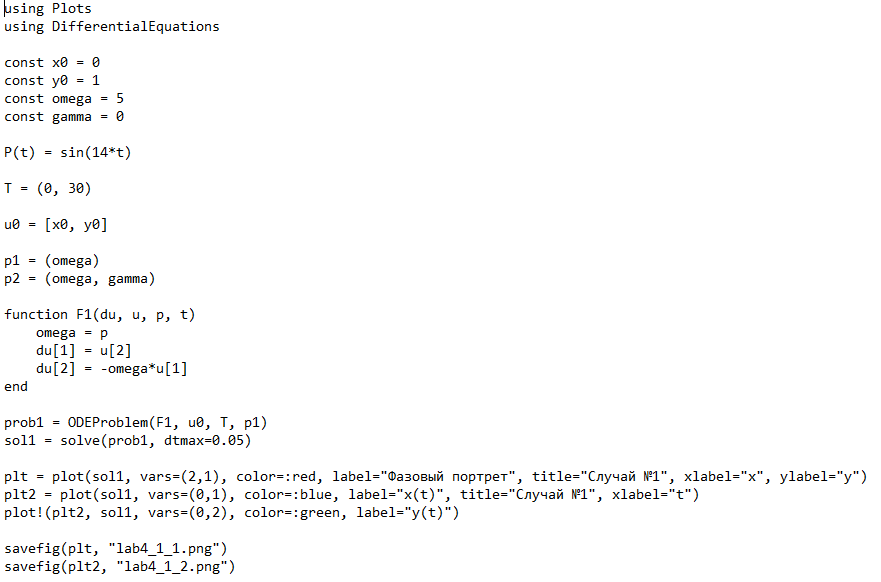 using Plots
using DifferentialEquations

const x0 = 0
const y0 = 1
const omega = 5
const gamma = 0

P(t) = sin(14*t)

T = (0, 30)

u0 = [x0, y0]

p1 = (omega)
p2 = (omega, gamma)

function F1(du, u, p, t)
    omega = p
    du[1] = u[2]
    du[2] = -omega*u[1]
end

prob1 = ODEProblem(F1, u0, T, p1)
sol1 = solve(prob1, dtmax=0.05)

plt = plot(sol1, vars=(2,1), color=:red, label="Фазовый портрет", title="Случай №1", xlabel="x", ylabel="y")
plt2 = plot(sol1, vars=(0,1), color=:blue, label="x(t)", title="Случай №1", xlabel="t")
plot!(plt2, sol1, vars=(0,2), color=:green, label="y(t)")

savefig(plt, "lab4_1_1.png")
savefig(plt2, "lab4_1_2.png")